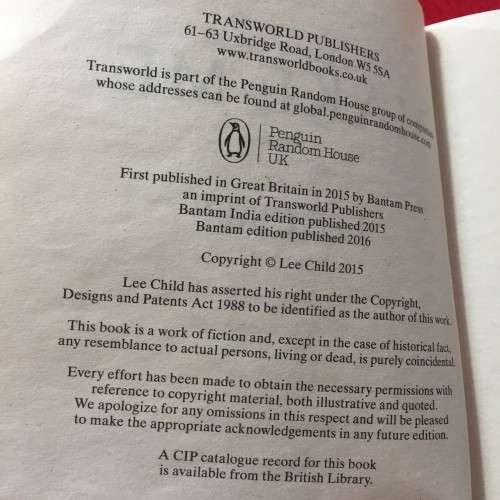 TRANSWORLD PUBLISHERS
61–63 Uxbridge Road, London W5 5SA
www.transworldbooks.co.uk
Transworld is part of the Penguin Random House group of companies
whose addresses can be found at global.penguinrandomhouse.com
Penguin
Random House
UK
First published in Great Britain in 2015 by Bantam Press
an imprint of Transworld Publishers
Bantam India edition published 2015
Bantam edition published 2016
Copyright © Lee Child 2015
Lee Child has asserted his right under the Copyright,
Designs and Patents Act 1988 to be identified as the author of this work.
This book is a work of fiction and, except in the case of historical fact,
any resemblance to actual persons, living or dead, is purely coincidental.
Every effort has been made to obtain the necessary permissions with
reference to copyright material, both illustrative and quoted.
We apologize for any omissions in this respect and will be pleased
to make the appropriate acknowledgements in any future edition.
A CIP catalogue record for this book
is available from the British Library.